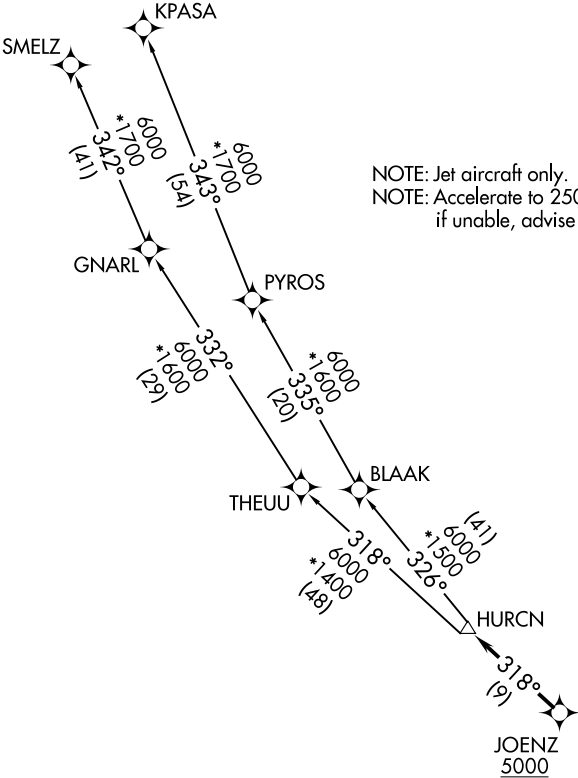 KPASA
SMELZ
6000
*1700
342°
(41)
6000
*1700
343°
(54)
NOTE: Jet aircraft only.
NOTE: Accelerate to 250
if unable, advise
GNARL
PYROS
332°
6000
*1600
(29)
6000
*1600
335°
(20)
BLAAK
THEUU
(41)
6000
*1500
326°
318°
6000
*1400
(48)
HURCN
318°
(9)
JOENZ
5000